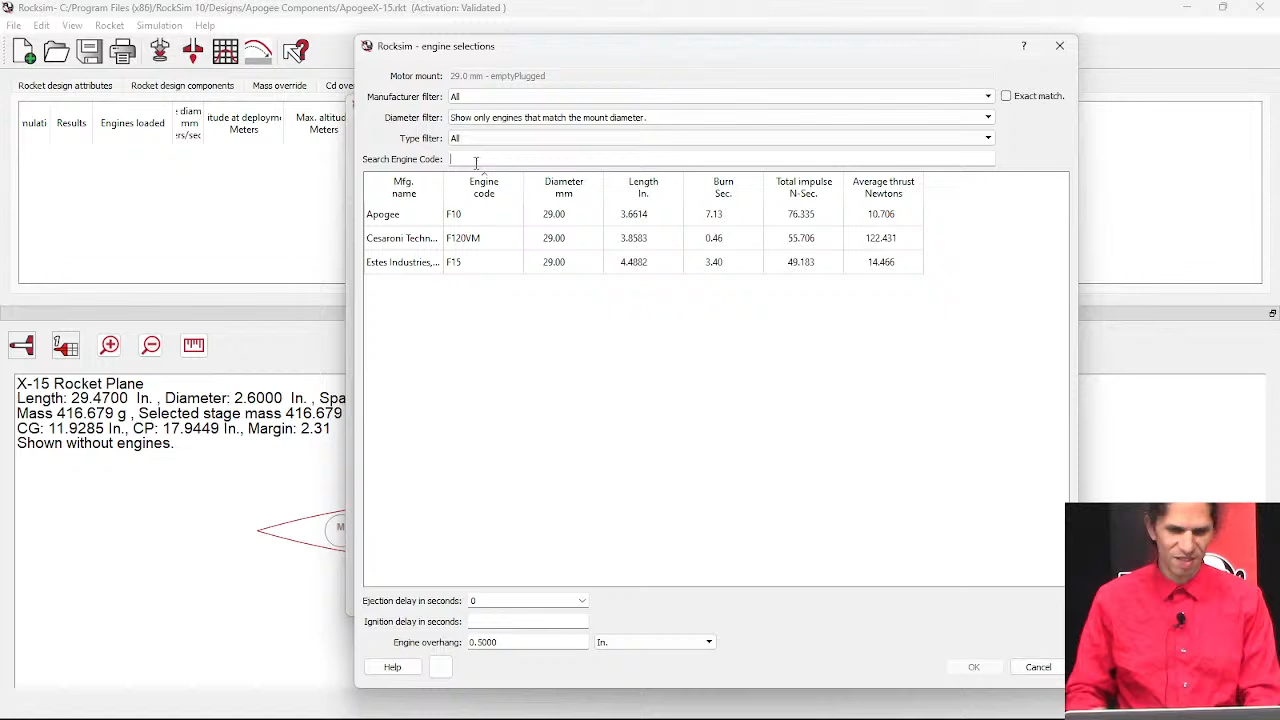 Rocksim- C:/Program Files (x86)/RockSim 10/Designs/Apogee Components/ApogeeX-15.rkt (Activation: Validated )
File Edit View Rocket Simulation Help
Rocket design attributes Rocket design components Mass override Cd ove
nulati Results Engines loaded : diam mm ers/sec itude at deployme Meters Max. altitud Meters
X-15 Rocket Plane
Length: 29.4700 In. , Diameter: 2.6000 In. , Spa
Mass 416.679 g , Selected stage mass 416.679
CG: 11.9285 In., CP: 17.9449 In., Margin: 2.31
Shown without engines.
M
Rocksim - engine selections
Motor mount: 29.0 mm - emptyPlugged
Manufacturer filter: All Exact match.
Diameter filter: Show only engines that match the mount diameter.
Type filter: All
Search Engine Code:
Mfg. name Engine code Diameter mm Length In. Burn Sec. Total impulse N-Sec. Average thrust Newtons
Apogee F10 29.00 3.6614 7.13 76.335 10.706
Cesaroni Techn... F120VM 29.00 3.8583 0.46 55.706 122.431
Estes Industries,... F15 29.00 4.4882 3.40 49.183 14.466
Ejection delay in seconds: 0
Ignition delay in seconds:
Engine overhang: 0.5000 In.
Help OK Cancel